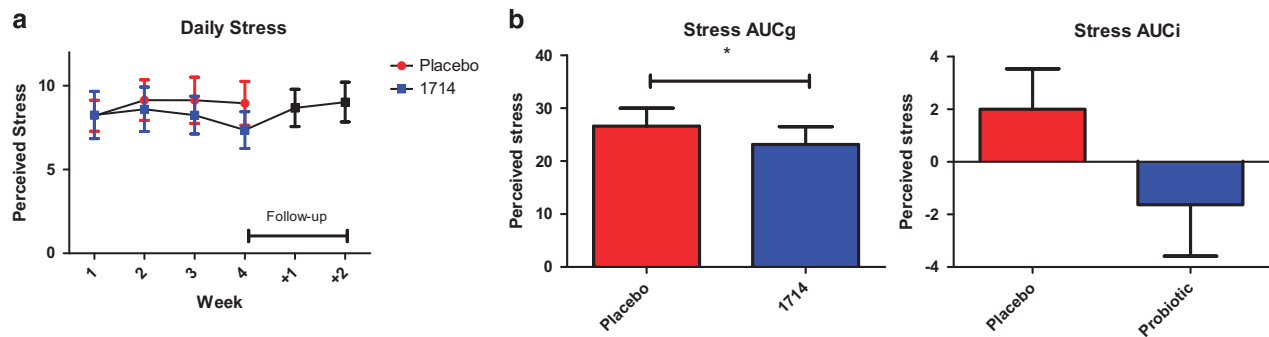 a
Daily Stress
Perceived Stress
10
5
0
Placebo
1714
Follow-up
1
2
3
4
+1
+2
Week
b
Stress AUCg
*
Perceived stress
40
30
20
10
0
Placebo
1714
Stress AUCi
Perceived stress
4
2
0
-2
-4
Placebo
Probiotic